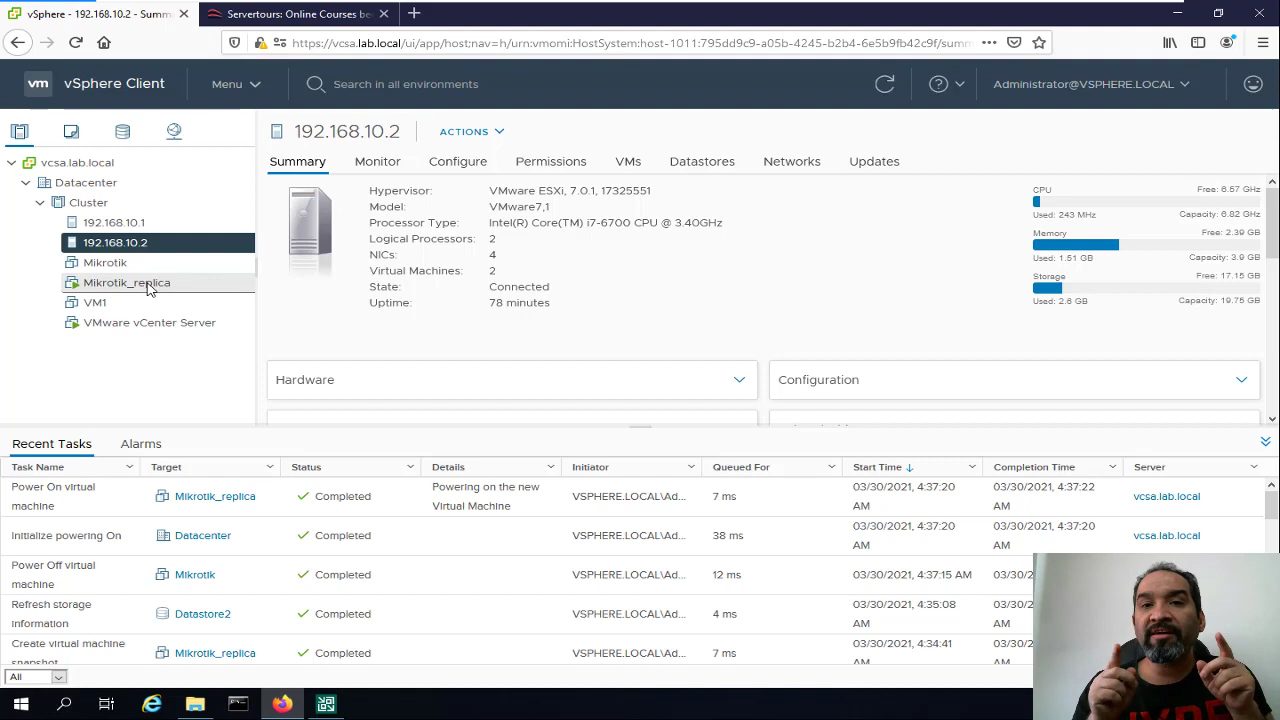 vSphere - 192.168.10.2 - Summ
Servertours: Online Courses be
https://vcsa.lab.local/ui/app/host;nav=h/urn:vmomi:HostSystem:host-1011:795dd9c9-a05b-4245-b2b4-6e5b9fb42c9f/summ
vm vSphere Client
Menu
Search in all environments
Administrator@VSPHERE.LOCAL
vcsa.lab.local
Datacenter
Cluster
192.168.10.1
192.168.10.2
Mikrotik
Mikrotik_replica
VM1
VMware vCenter Server
192.168.10.2
ACTIONS
Summary Monitor Configure Permissions VMs Datastores Networks Updates
Hypervisor: VMware ESXi, 7.0.1, 17325551
Model: VMware7,1
Processor Type: Intel(R) Core(TM) i7-6700 CPU @ 3.40GHz
Logical Processors: 2
NICs: 4
Virtual Machines: 2
State: Connected
Uptime: 78 minutes
CPU Free: 6.57 GHz
Used: 243 MHz Capacity: 6.82 GHz
Memory Free: 2.39 GB
Used: 1.51 GB Capacity: 3.9 GB
Storage Free: 17.15 GB
Used: 2.6 GB Capacity: 19.75 GB
Hardware
Configuration
Recent Tasks Alarms
Task Name Target Status Details Initiator Queued For Start Time Completion Time Server
Power On virtual machine Mikrotik_replica Completed Powering on the new Virtual Machine VSPHERE.LOCAL\Ad... 7 ms 03/30/2021, 4:37:20 AM 03/30/2021, 4:37:22 AM vcsa.lab.local
Initialize powering On Datacenter Completed VSPHERE.LOCAL\Ad... 38 ms 03/30/2021, 4:37:20 AM 03/30/2021, 4:37:20 AM vcsa.lab.local
Power Off virtual machine Mikrotik Completed VSPHERE.LOCAL\Ad... 12 ms 03/30/2021, 4:37:15 AM 03/30/2
Refresh storage information Datastore2 Completed VSPHERE.LOCAL\Ad... 4 ms 03/30/2021, 4:35:08 AM 03/30/2 AM
Create virtual machine snapshot Mikrotik_replica Completed VSPHERE.LOCAL\Ad... 7 ms 03/30/2021, 4:34:41 AM 03/30/2 AM
All